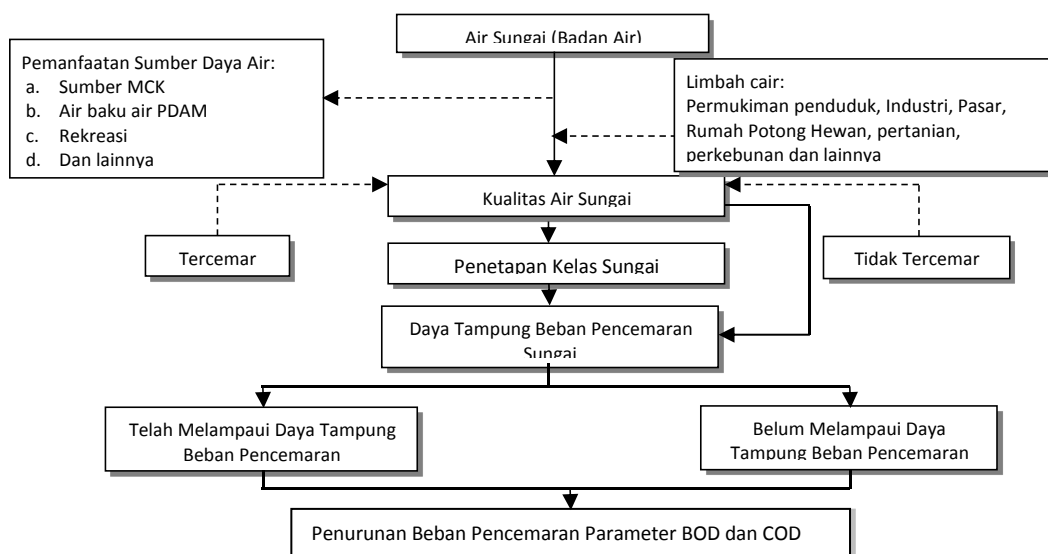 Air Sungai (Badan Air)
Pemanfaatan Sumber Daya Air:
a. Sumber MCK
b. Air baku air PDAM
c. Rekreasi
d. Dan lainnya
Limbah cair:
Permukiman penduduk, Industri, Pasar,
Rumah Potong Hewan, pertanian,
perkebunan dan lainnya
Kualitas Air Sungai
Tercemar
Penetapan Kelas Sungai
Tidak Tercemar
Daya Tampung Beban Pencemaran
Sungai
Telah Melampaui Daya Tampung
Beban Pencemaran
Belum Melampaui Daya
Tampung Beban Pencemaran
Penurunan Beban Pencemaran Parameter BOD dan COD